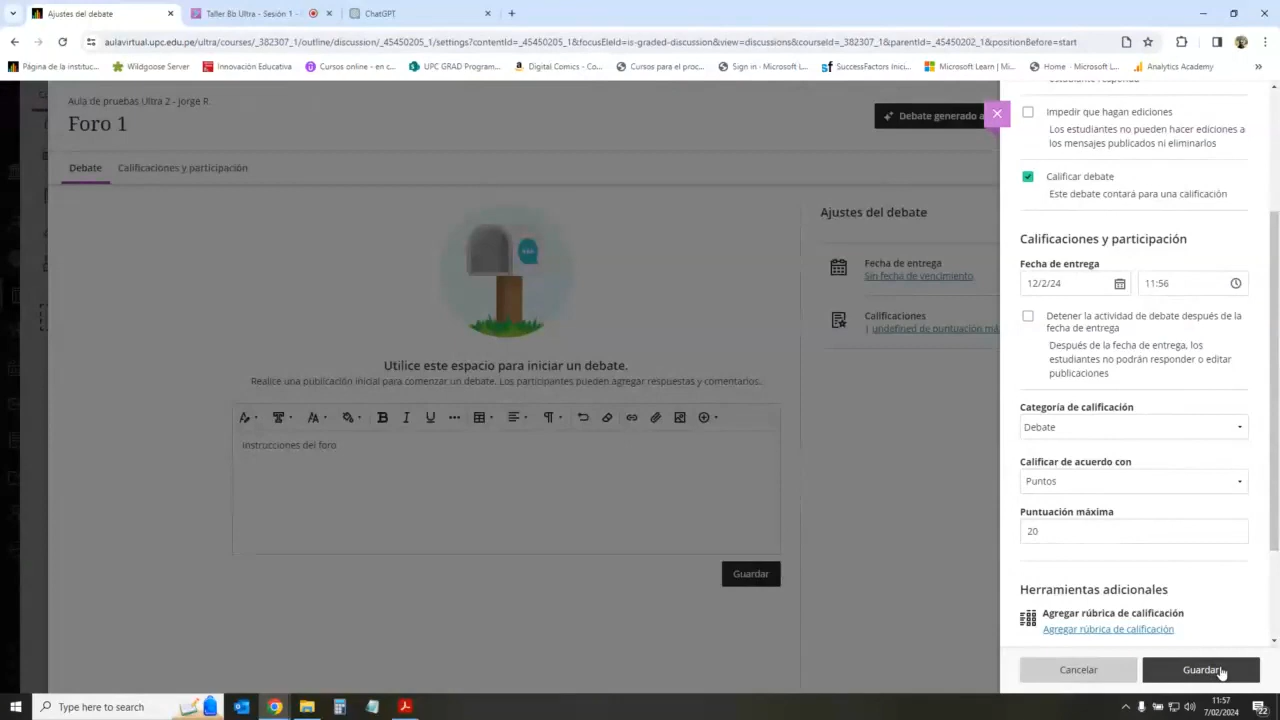 Ajustes del debate
Taller Bb Ultra - Sesión 1 -
ChatGPT
aulavirtual.upc.edu.pe/ultra/courses/_382307_1/outline/discussion/_45450205_1/settings?contentId=_45450205_1&focusEleId=is-graded-discussion&view=discussions&courseId=_382307_1&parentId=_45450202_1&positionBefore=start
Página de la instituc...
Wildgoose Server
Innovación Educativa
Cursos online - en c...
UPC GRAD Program...
Digital Comics - Co...
Cursos para el proc...
Sign in · Microsoft L...
SuccessFactors Inici...
Microsoft Learn | Mi...
Home · Microsoft L...
Analytics Academy
Aula de pruebas Ultra 2 - jorge R
Foro 1
Debate generado a
Debate
Calificaciones y participación
Utilice este espacio para iniciar un debate.
Realice una publicación inicial para comenzar un debate. Los participantes pueden agregar respuestas y comentarios.
Instrucciones del foro
Guardar
Ajustes del debate
Fecha de entrega
Sin fecha de vencimiento
Calificaciones
| undefined de puntuación má
Impedir que hagan ediciones
Los estudiantes no pueden hacer ediciones a
los mensajes publicados ni eliminarlos
Calificar debate
Este debate contará para una calificación
Calificaciones y participación
Fecha de entrega
12/2/24
11:56
Detener la actividad de debate después de la
fecha de entrega
Después de la fecha de entrega, los
estudiantes no podrán responder o editar
publicaciones
Categoría de calificación
Debate
Calificar de acuerdo con
Puntos
Puntuación máxima
20
Herramientas adicionales
Agregar rúbrica de calificación
Agregar rúbrica de calificación
Cancelar
Guardar
Type here to search
11:57
7/02/2024
22